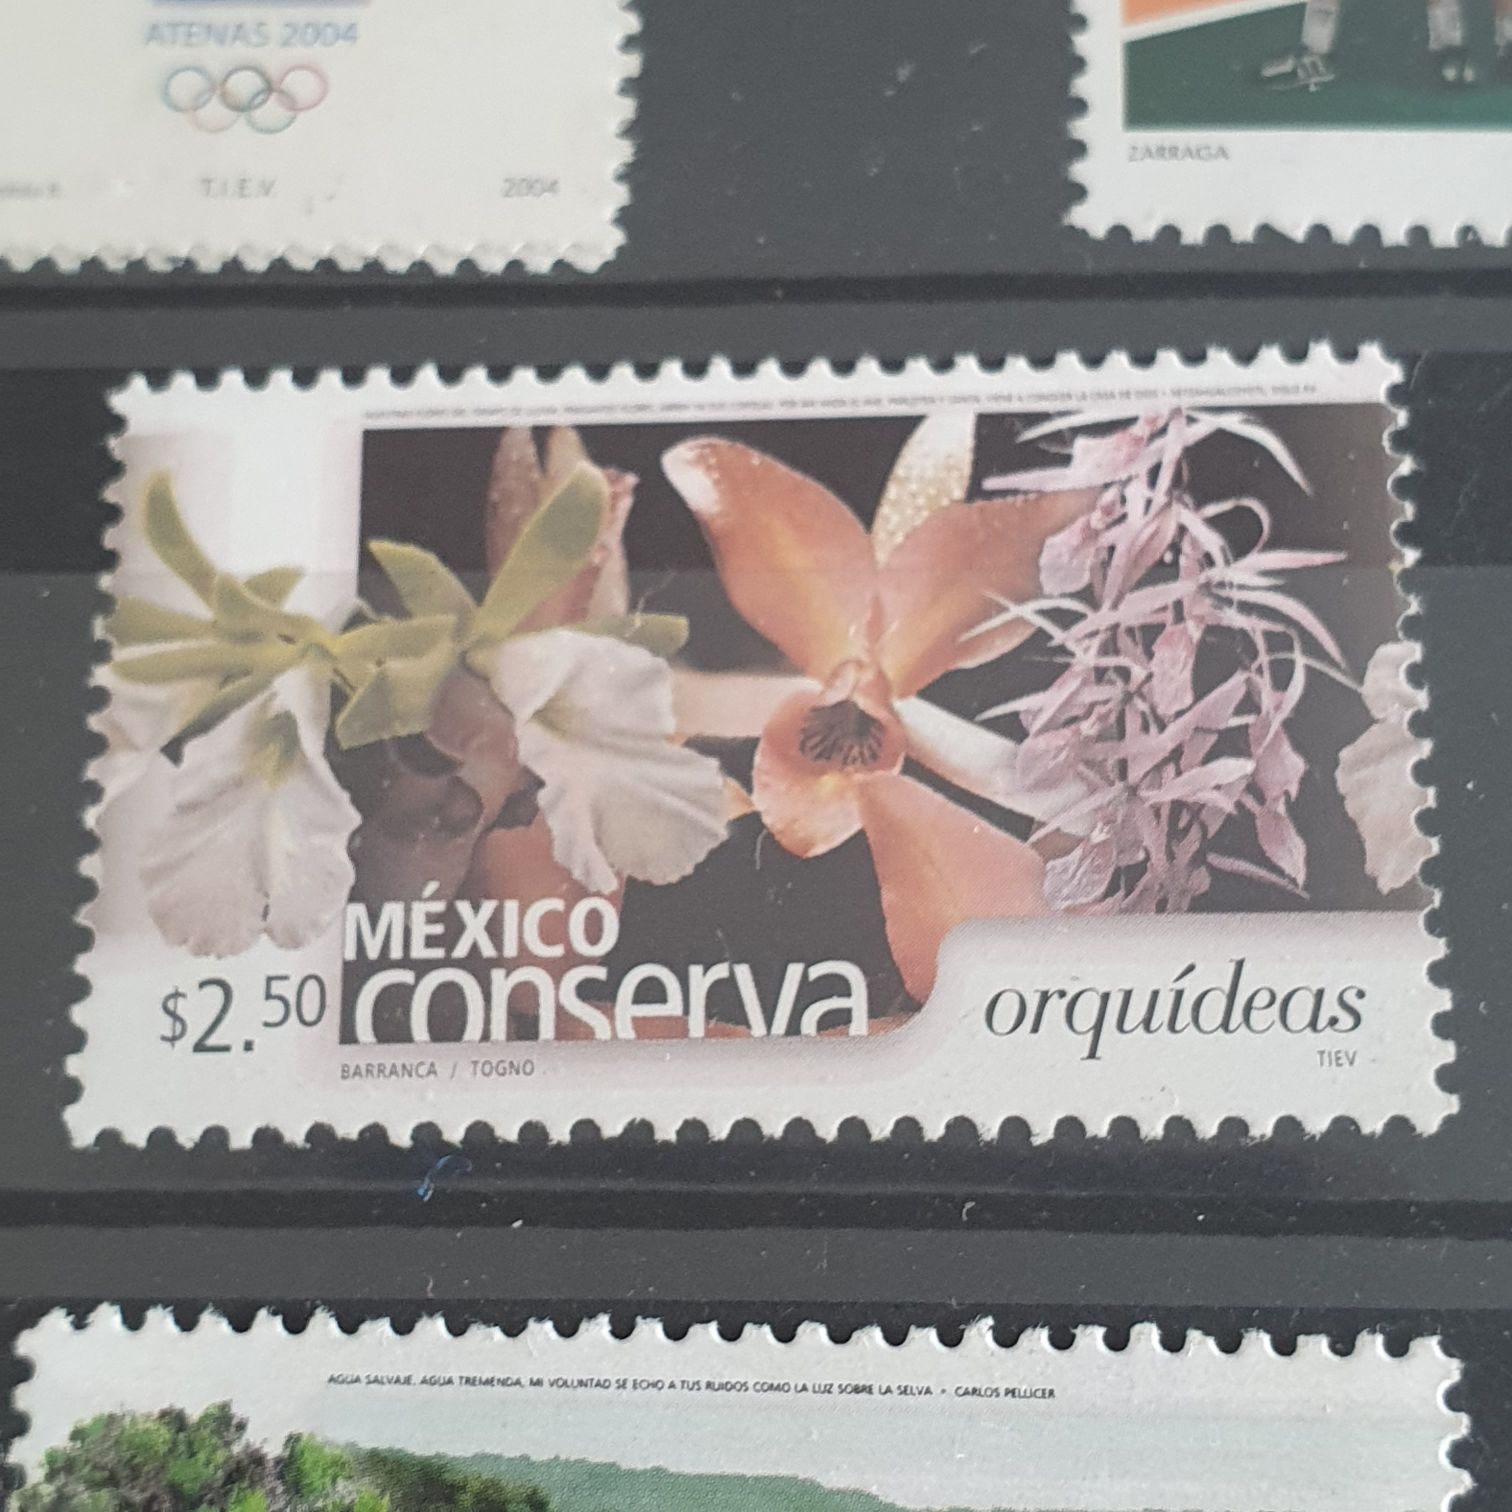 ATENAS 2004
T.I.E.V.
2004
ZÁRRAGA
MÉXICO
conserva
$2.50
orquídeas
BARRANCA / TOGNO
TIEV
AGUA SALVAJE, AGUA TREMENDA, MI VOLUNTAD SE ECHO A TUS RUIDOS COMO LA LUZ SOBRE LA SELVA • CARLOS PELLICER